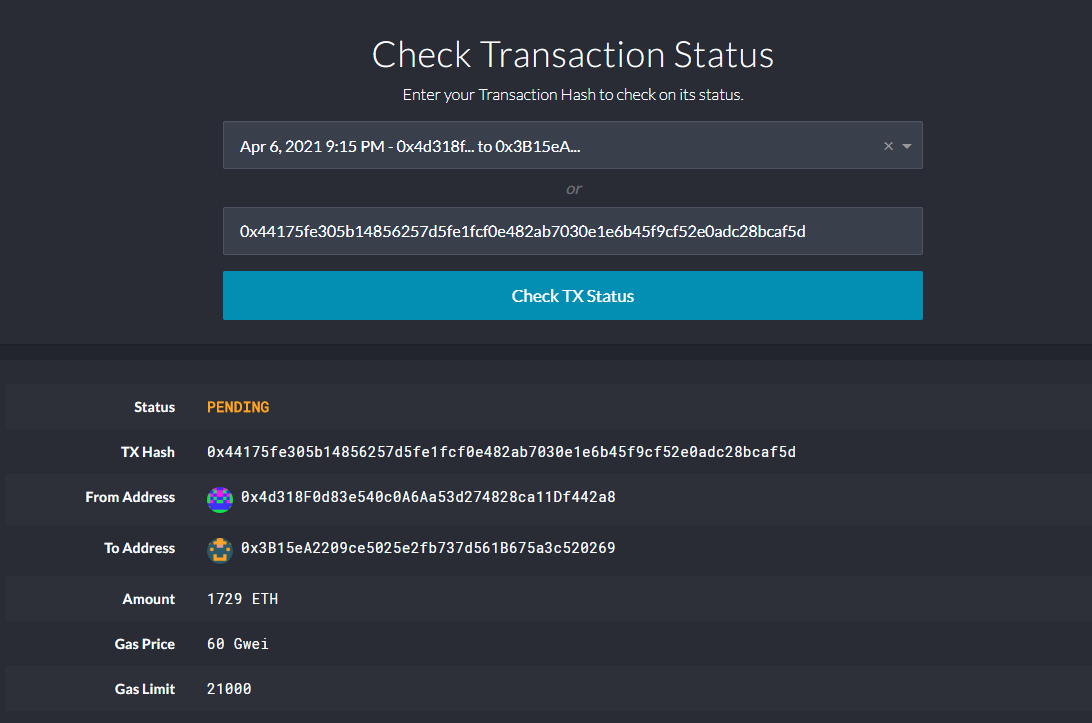 Check Transaction Status
Enter your Transaction Hash to check on its status.
Apr 6, 2021 9:15 PM - 0x4d318f... to 0x3B15eA...
or
0x44175fe305b14856257d5fe1fcf0e482ab7030e1e6b45f9cf52e0adc28bcaf5d
Check TX Status
Status PENDING
TX Hash 0x44175fe305b14856257d5fe1fcf0e482ab7030e1e6b45f9cf52e0adc28bcaf5d
From Address 0x4d318F0d83e540c0A6Aa53d274828ca11Df442a8
To Address 0x3B15eA2209ce5025e2fb737d561B675a3c520269
Amount 1729 ETH
Gas Price 60 Gwei
Gas Limit 21000